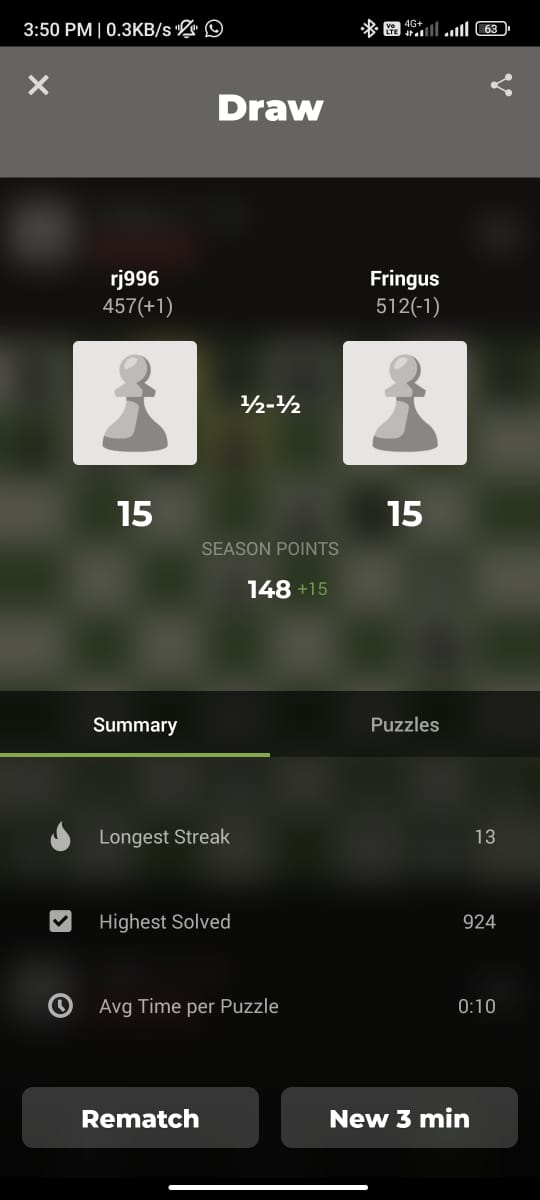 3:50 PM | 0.3KB/s
Vo LTE 4G+ 63
Draw
rj996 Fringus
457(+1) 512(-1)
½-½
15 15
SEASON POINTS
148 +15
Summary Puzzles
Longest Streak 13
Highest Solved 924
Avg Time per Puzzle 0:10
Rematch New 3 min